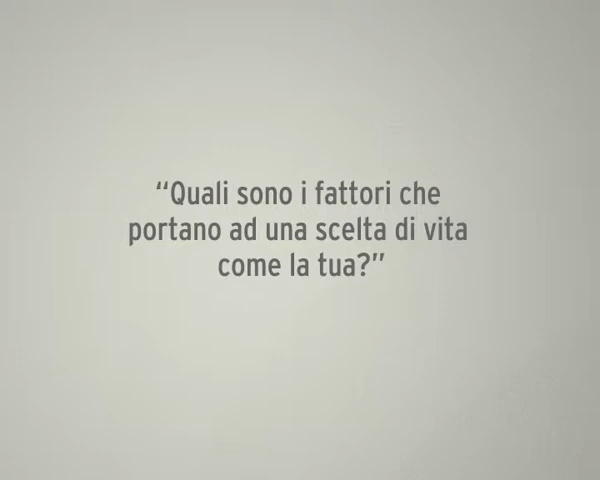 “Quali sono i fattori che
portano ad una scelta di vita
come la tua?”